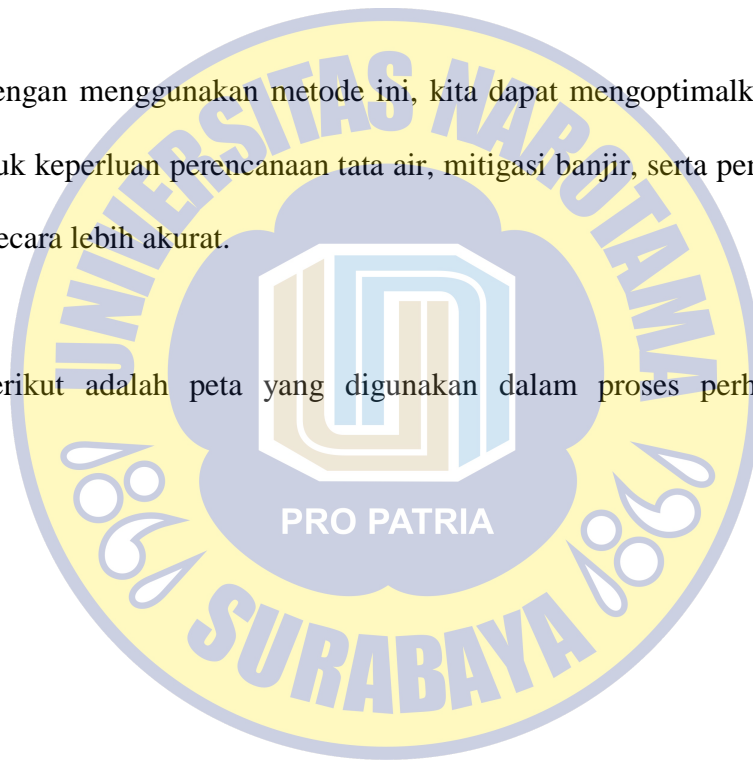 engan menggunakan metode ini, kita dapat mengoptimalk
uk keperluan perencanaan tata air, mitigasi banjir, serta per
ecara lebih akurat.
erikut adalah peta yang digunakan dalam proses perh
UNIVERSITAS NAROTAMA
PRO PATRIA
SURABAYA